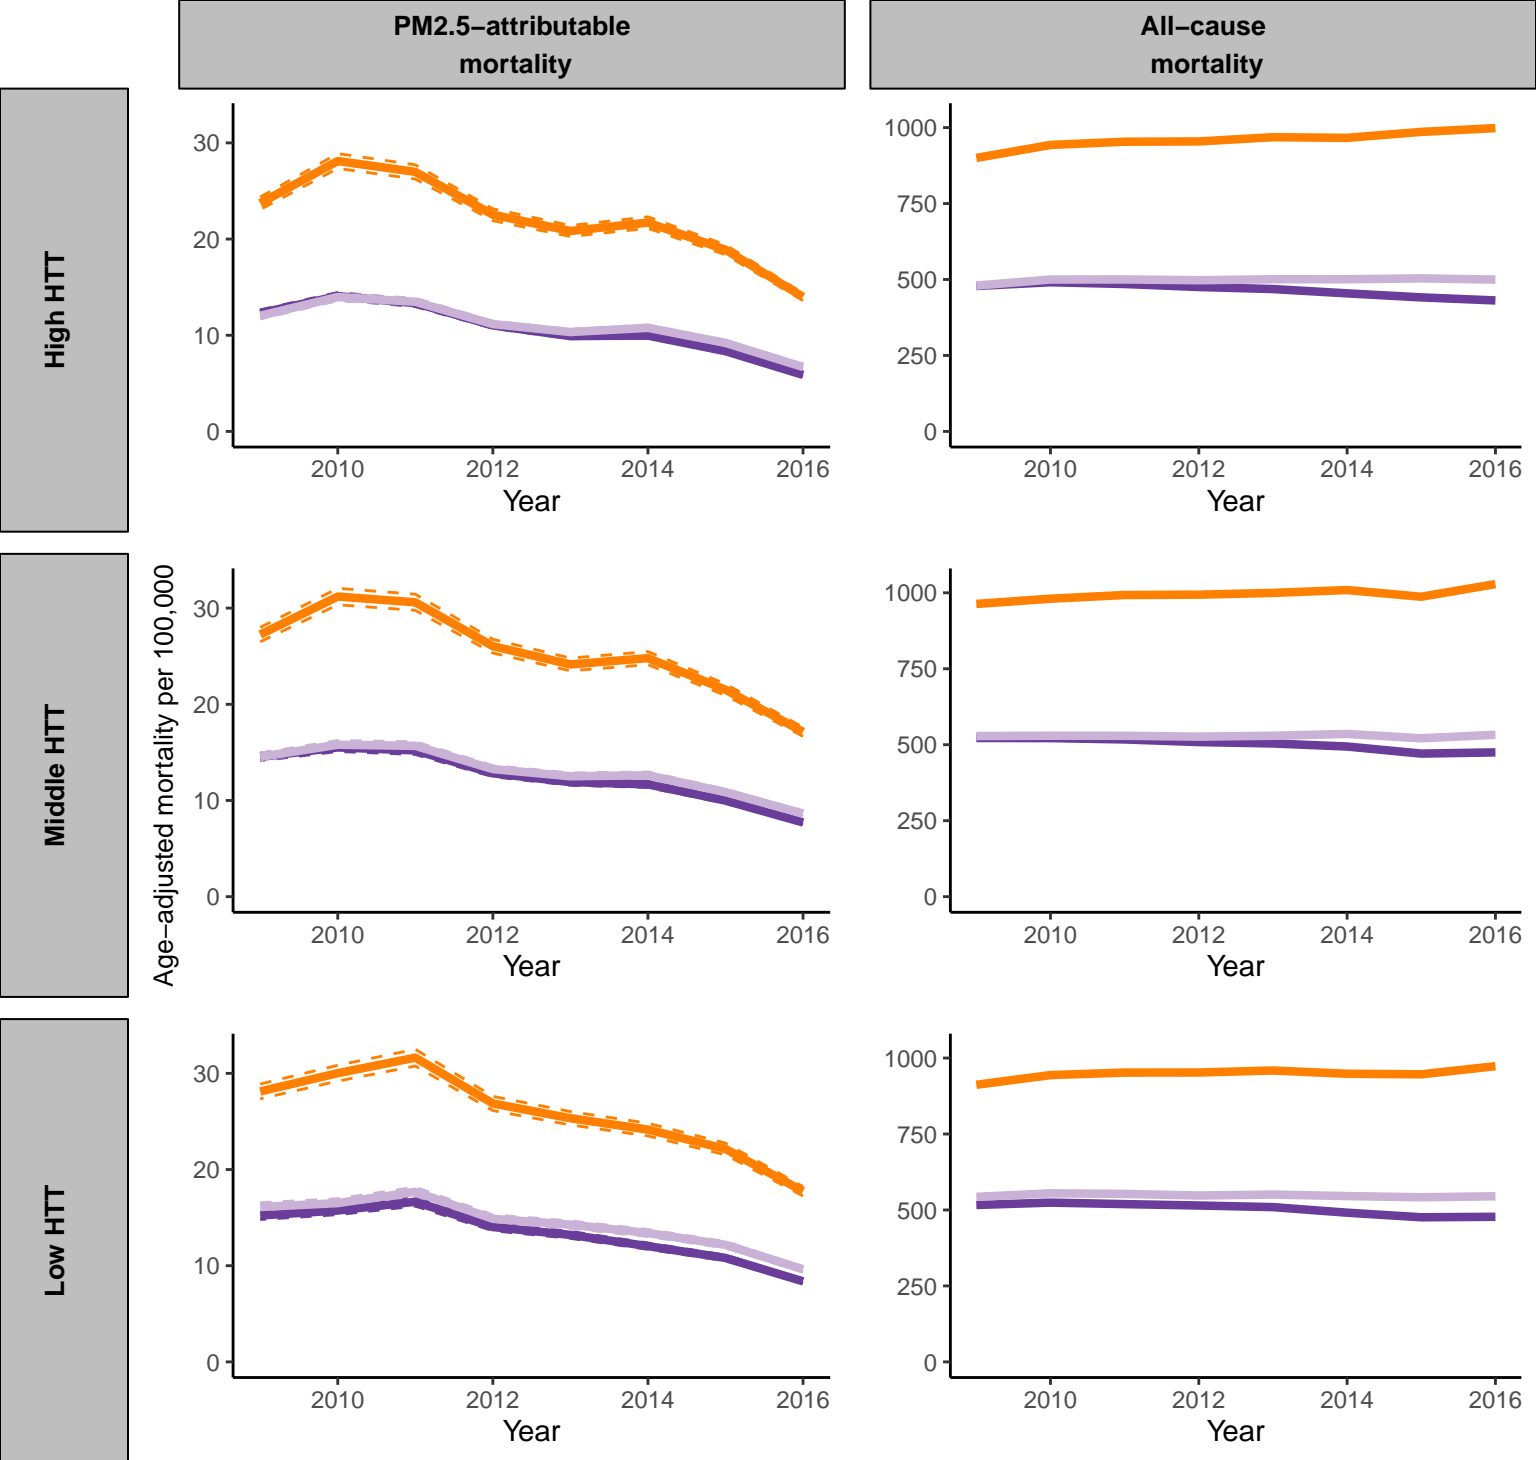 PM2.5−attributable
mortality
All−cause
mortality
High HTT
30
20
10
0
2010 2012 2014 2016
Year
1000
750
500
250
0
2010 2012 2014 2016
Year
Age−adjusted mortality per 100,000
Middle HTT
30
20
10
0
2010 2012 2014 2016
Year
1000
750
500
250
0
2010 2012 2014 2016
Year
Low HTT
30
20
10
0
2010 2012 2014 2016
Year
1000
750
500
250
0
2010 2012 2014 2016
Year